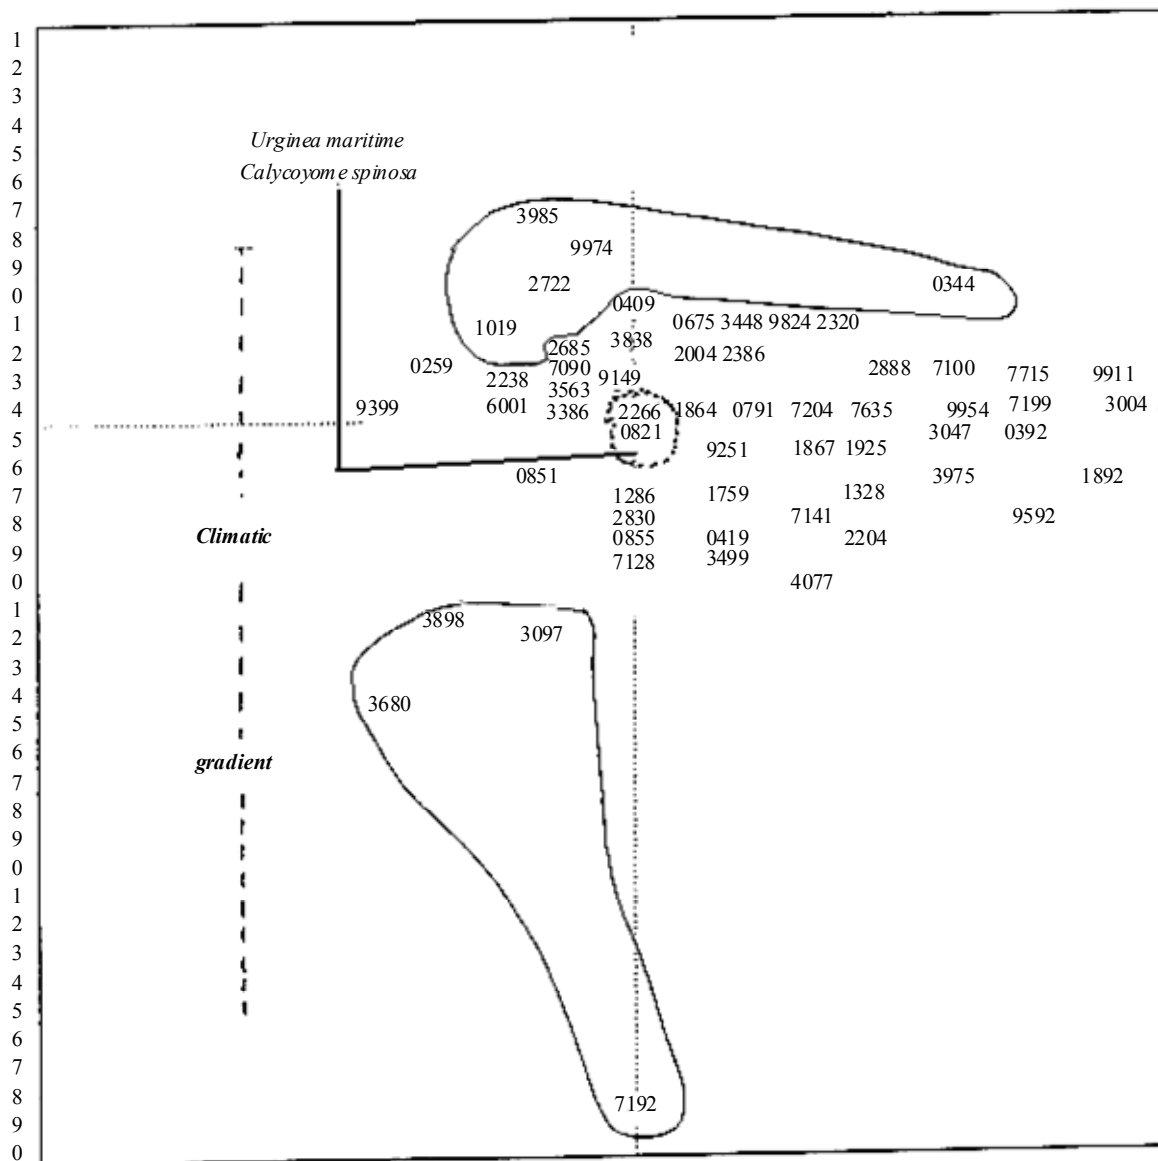 1
2
3
4
Urginea maritime
5
Calycoyome spinosa
6
7 3985
8 9974
9 2722 0344
0 0409
1 1019 0675 3448 9824 2320
3838
2 2685 2004 2386
0259 7090 2888 7100
3 2238 9149 7715 9911
3563
4 9399 6001 3386 2266 1864 0791 7204 7635 9954 7199 3004
5 0821 3047 0392
9251 1867 1925
6 0851 3975 1892
7 1286 1759 1328
8 2830 7141 9592
Climatic 0855 0419 2204
9 7128 3499
0 4077
1 3898
2 3097
3
4 3680
5
6
gradient
7
8
9
0
1
2
3
4
5
6
7
8 7192
9
0